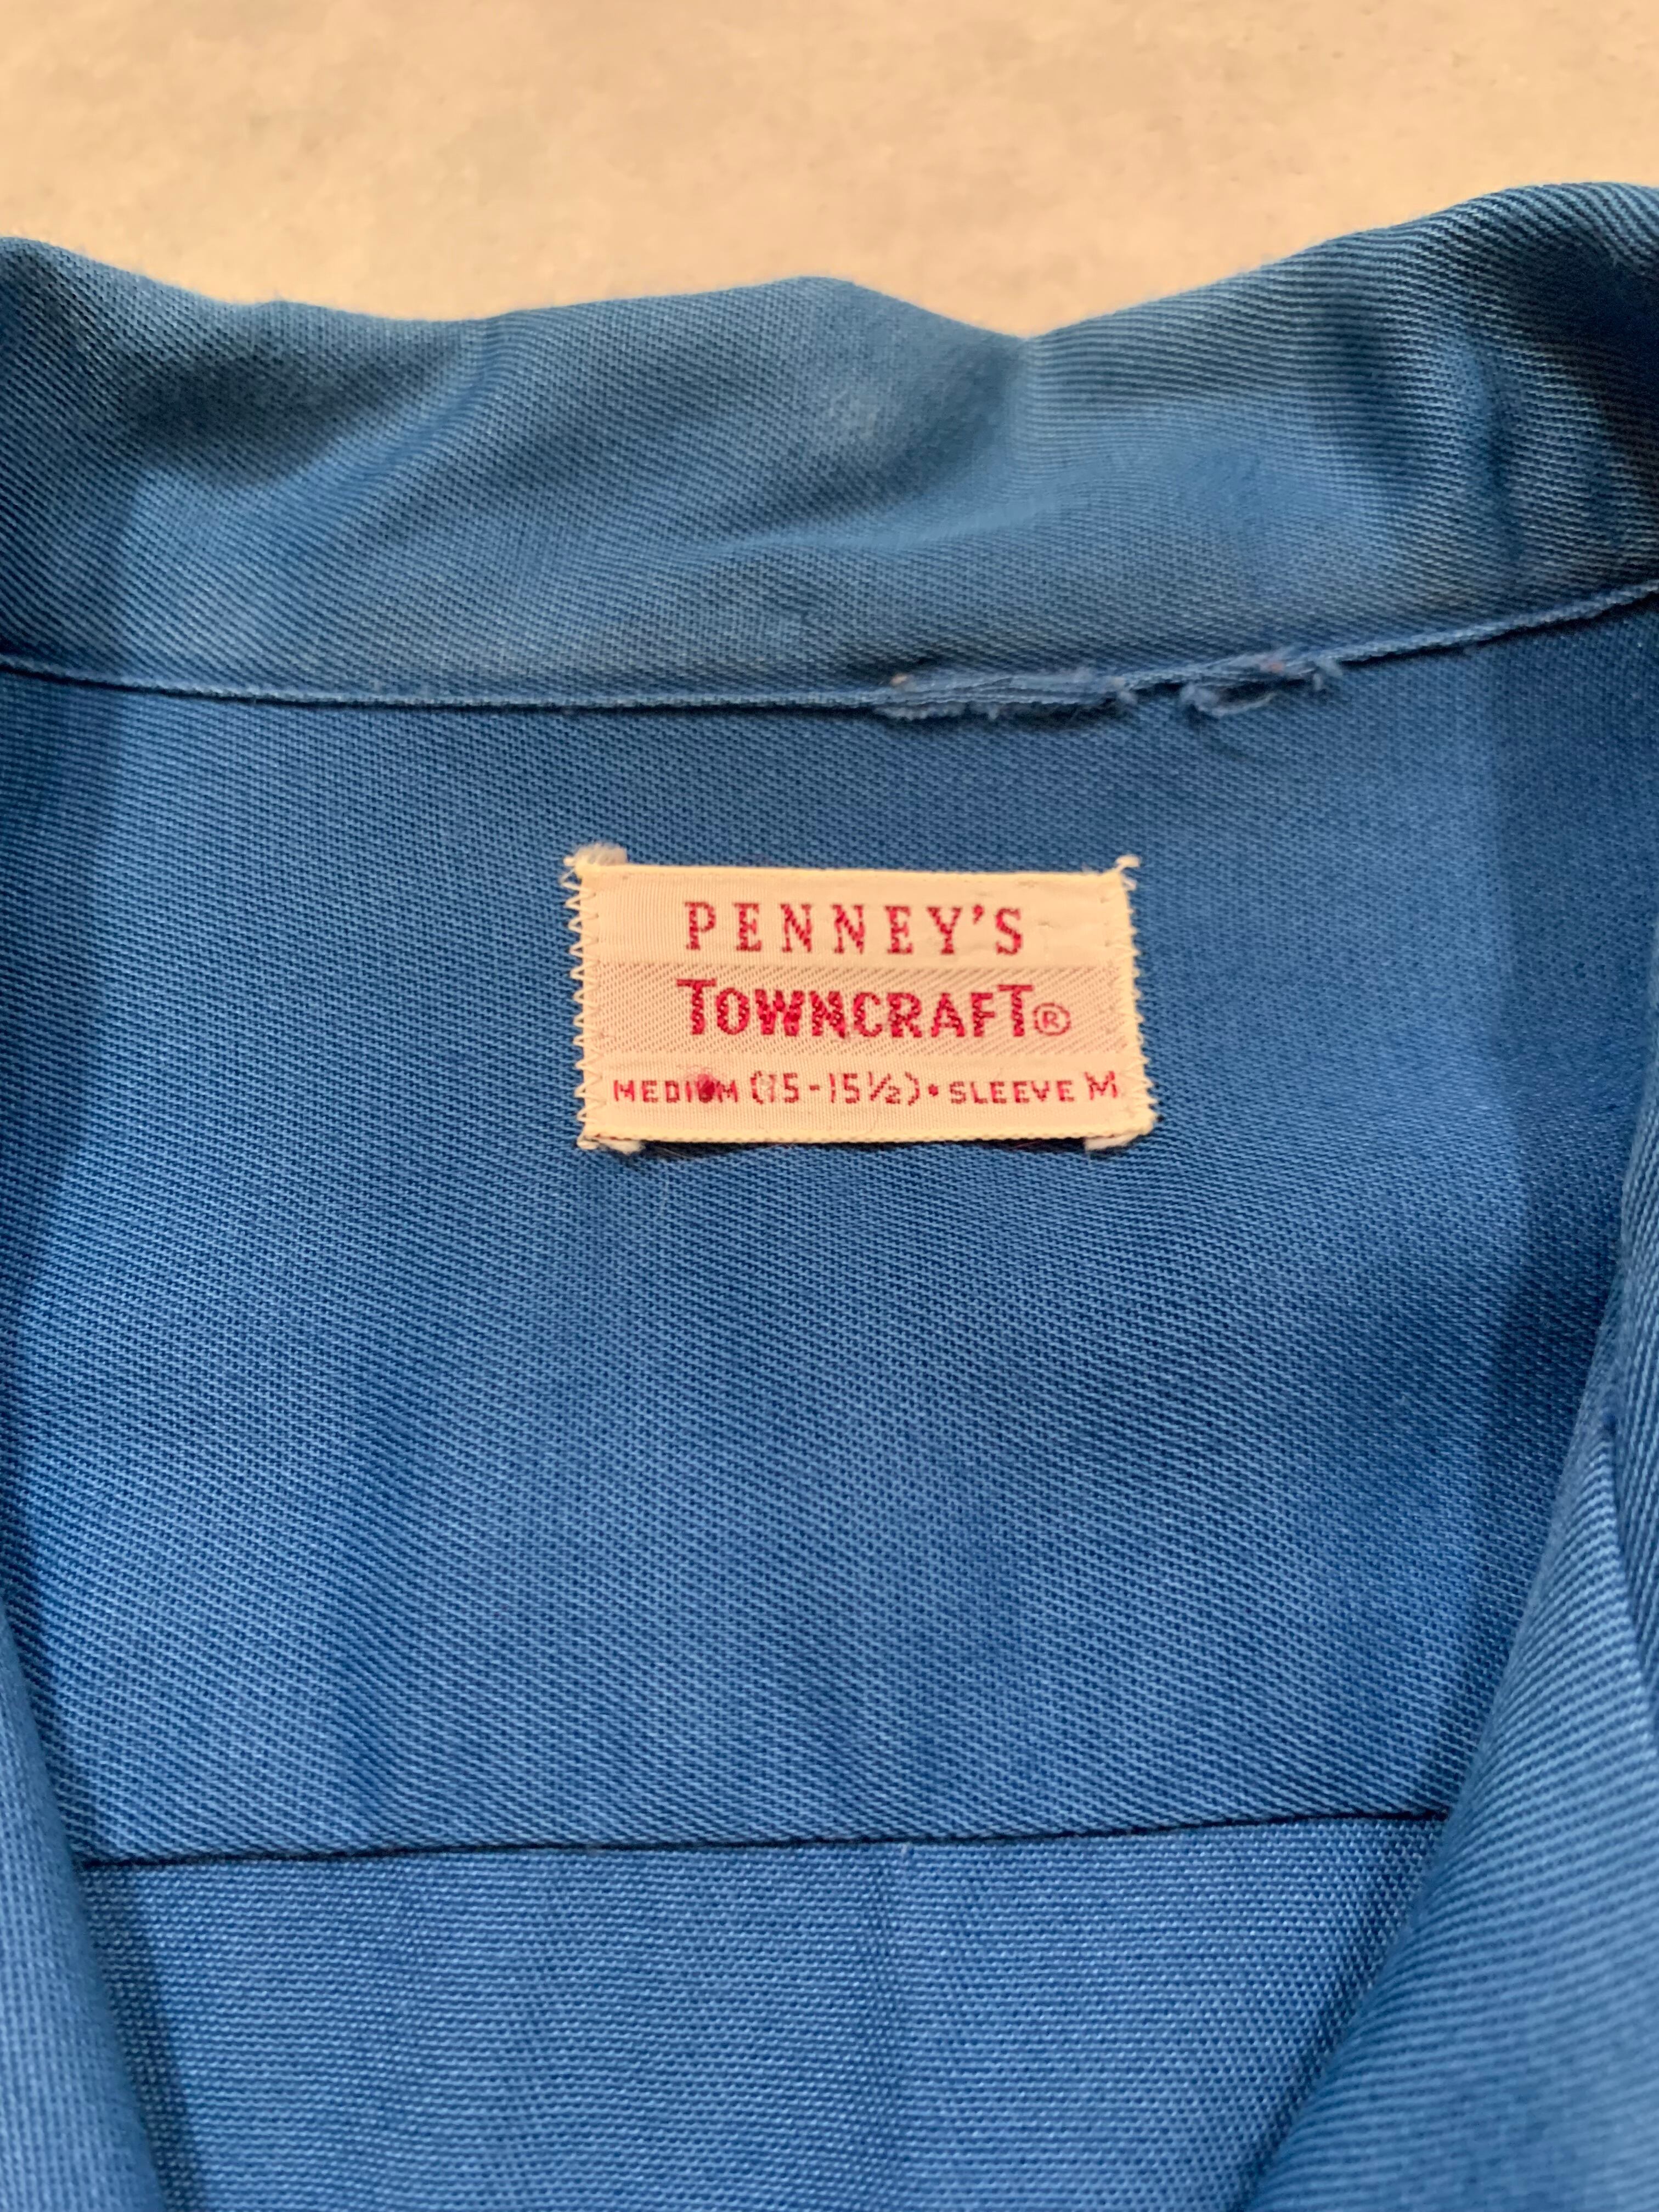 PENNEY'S
TOWNCRAFT®
MEDIUM (15-15½)•SLEEVE M